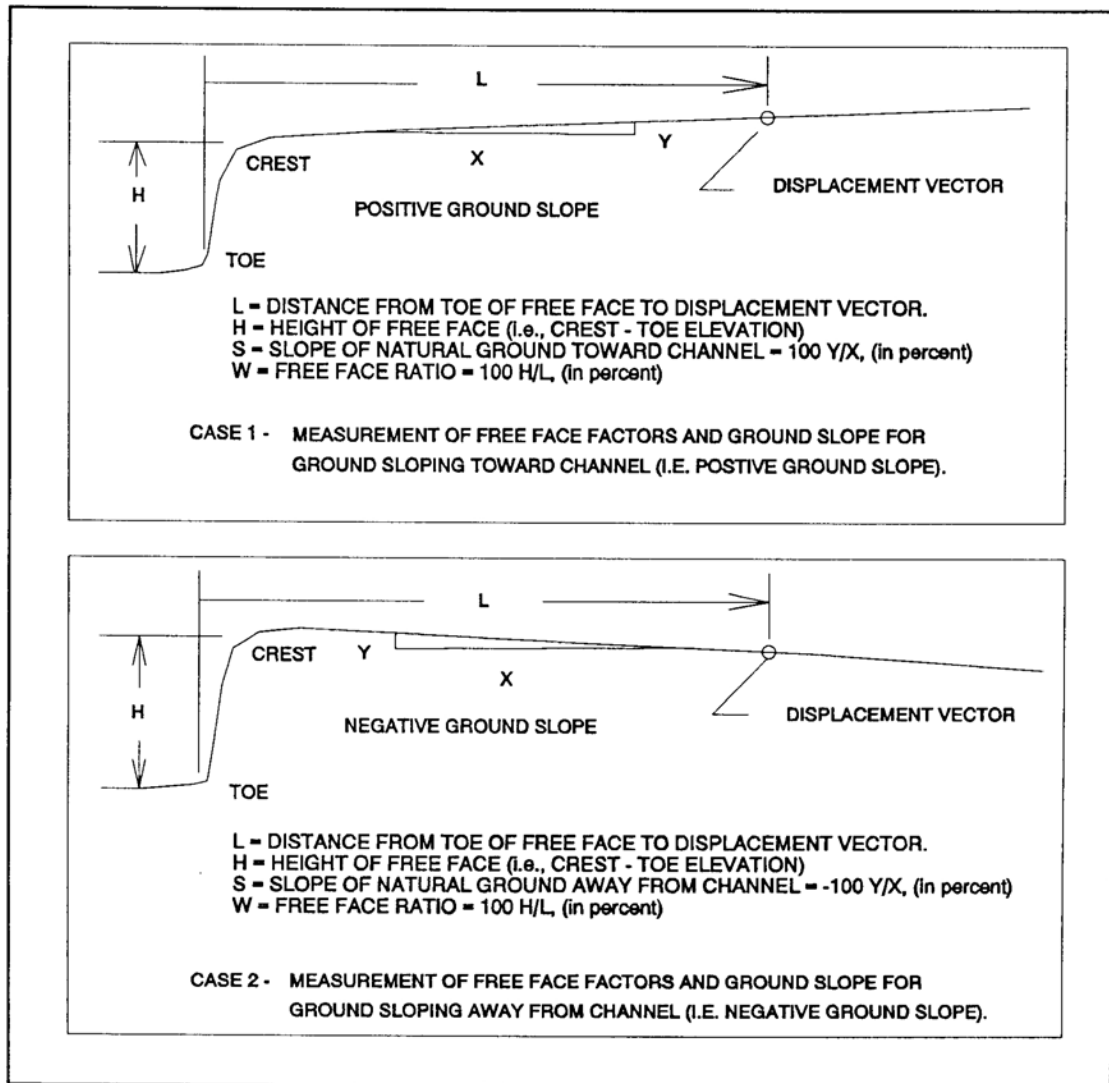 L
CREST
Y
X
H
DISPLACEMENT VECTOR
POSITIVE GROUND SLOPE
TOE
L = DISTANCE FROM TOE OF FREE FACE TO DISPLACEMENT VECTOR.
H = HEIGHT OF FREE FACE (i.e., CREST - TOE ELEVATION)
S = SLOPE OF NATURAL GROUND TOWARD CHANNEL = 100 Y/X, (in percent)
W = FREE FACE RATIO = 100 H/L, (in percent)
CASE 1 - MEASUREMENT OF FREE FACE FACTORS AND GROUND SLOPE FOR
GROUND SLOPING TOWARD CHANNEL (I.E. POSTIVE GROUND SLOPE).
L
CREST
Y
X
H
DISPLACEMENT VECTOR
NEGATIVE GROUND SLOPE
TOE
L = DISTANCE FROM TOE OF FREE FACE TO DISPLACEMENT VECTOR.
H = HEIGHT OF FREE FACE (i.e., CREST - TOE ELEVATION)
S = SLOPE OF NATURAL GROUND AWAY FROM CHANNEL = -100 Y/X, (in percent)
W = FREE FACE RATIO = 100 H/L, (in percent)
CASE 2 - MEASUREMENT OF FREE FACE FACTORS AND GROUND SLOPE FOR
GROUND SLOPING AWAY FROM CHANNEL (I.E. NEGATIVE GROUND SLOPE).